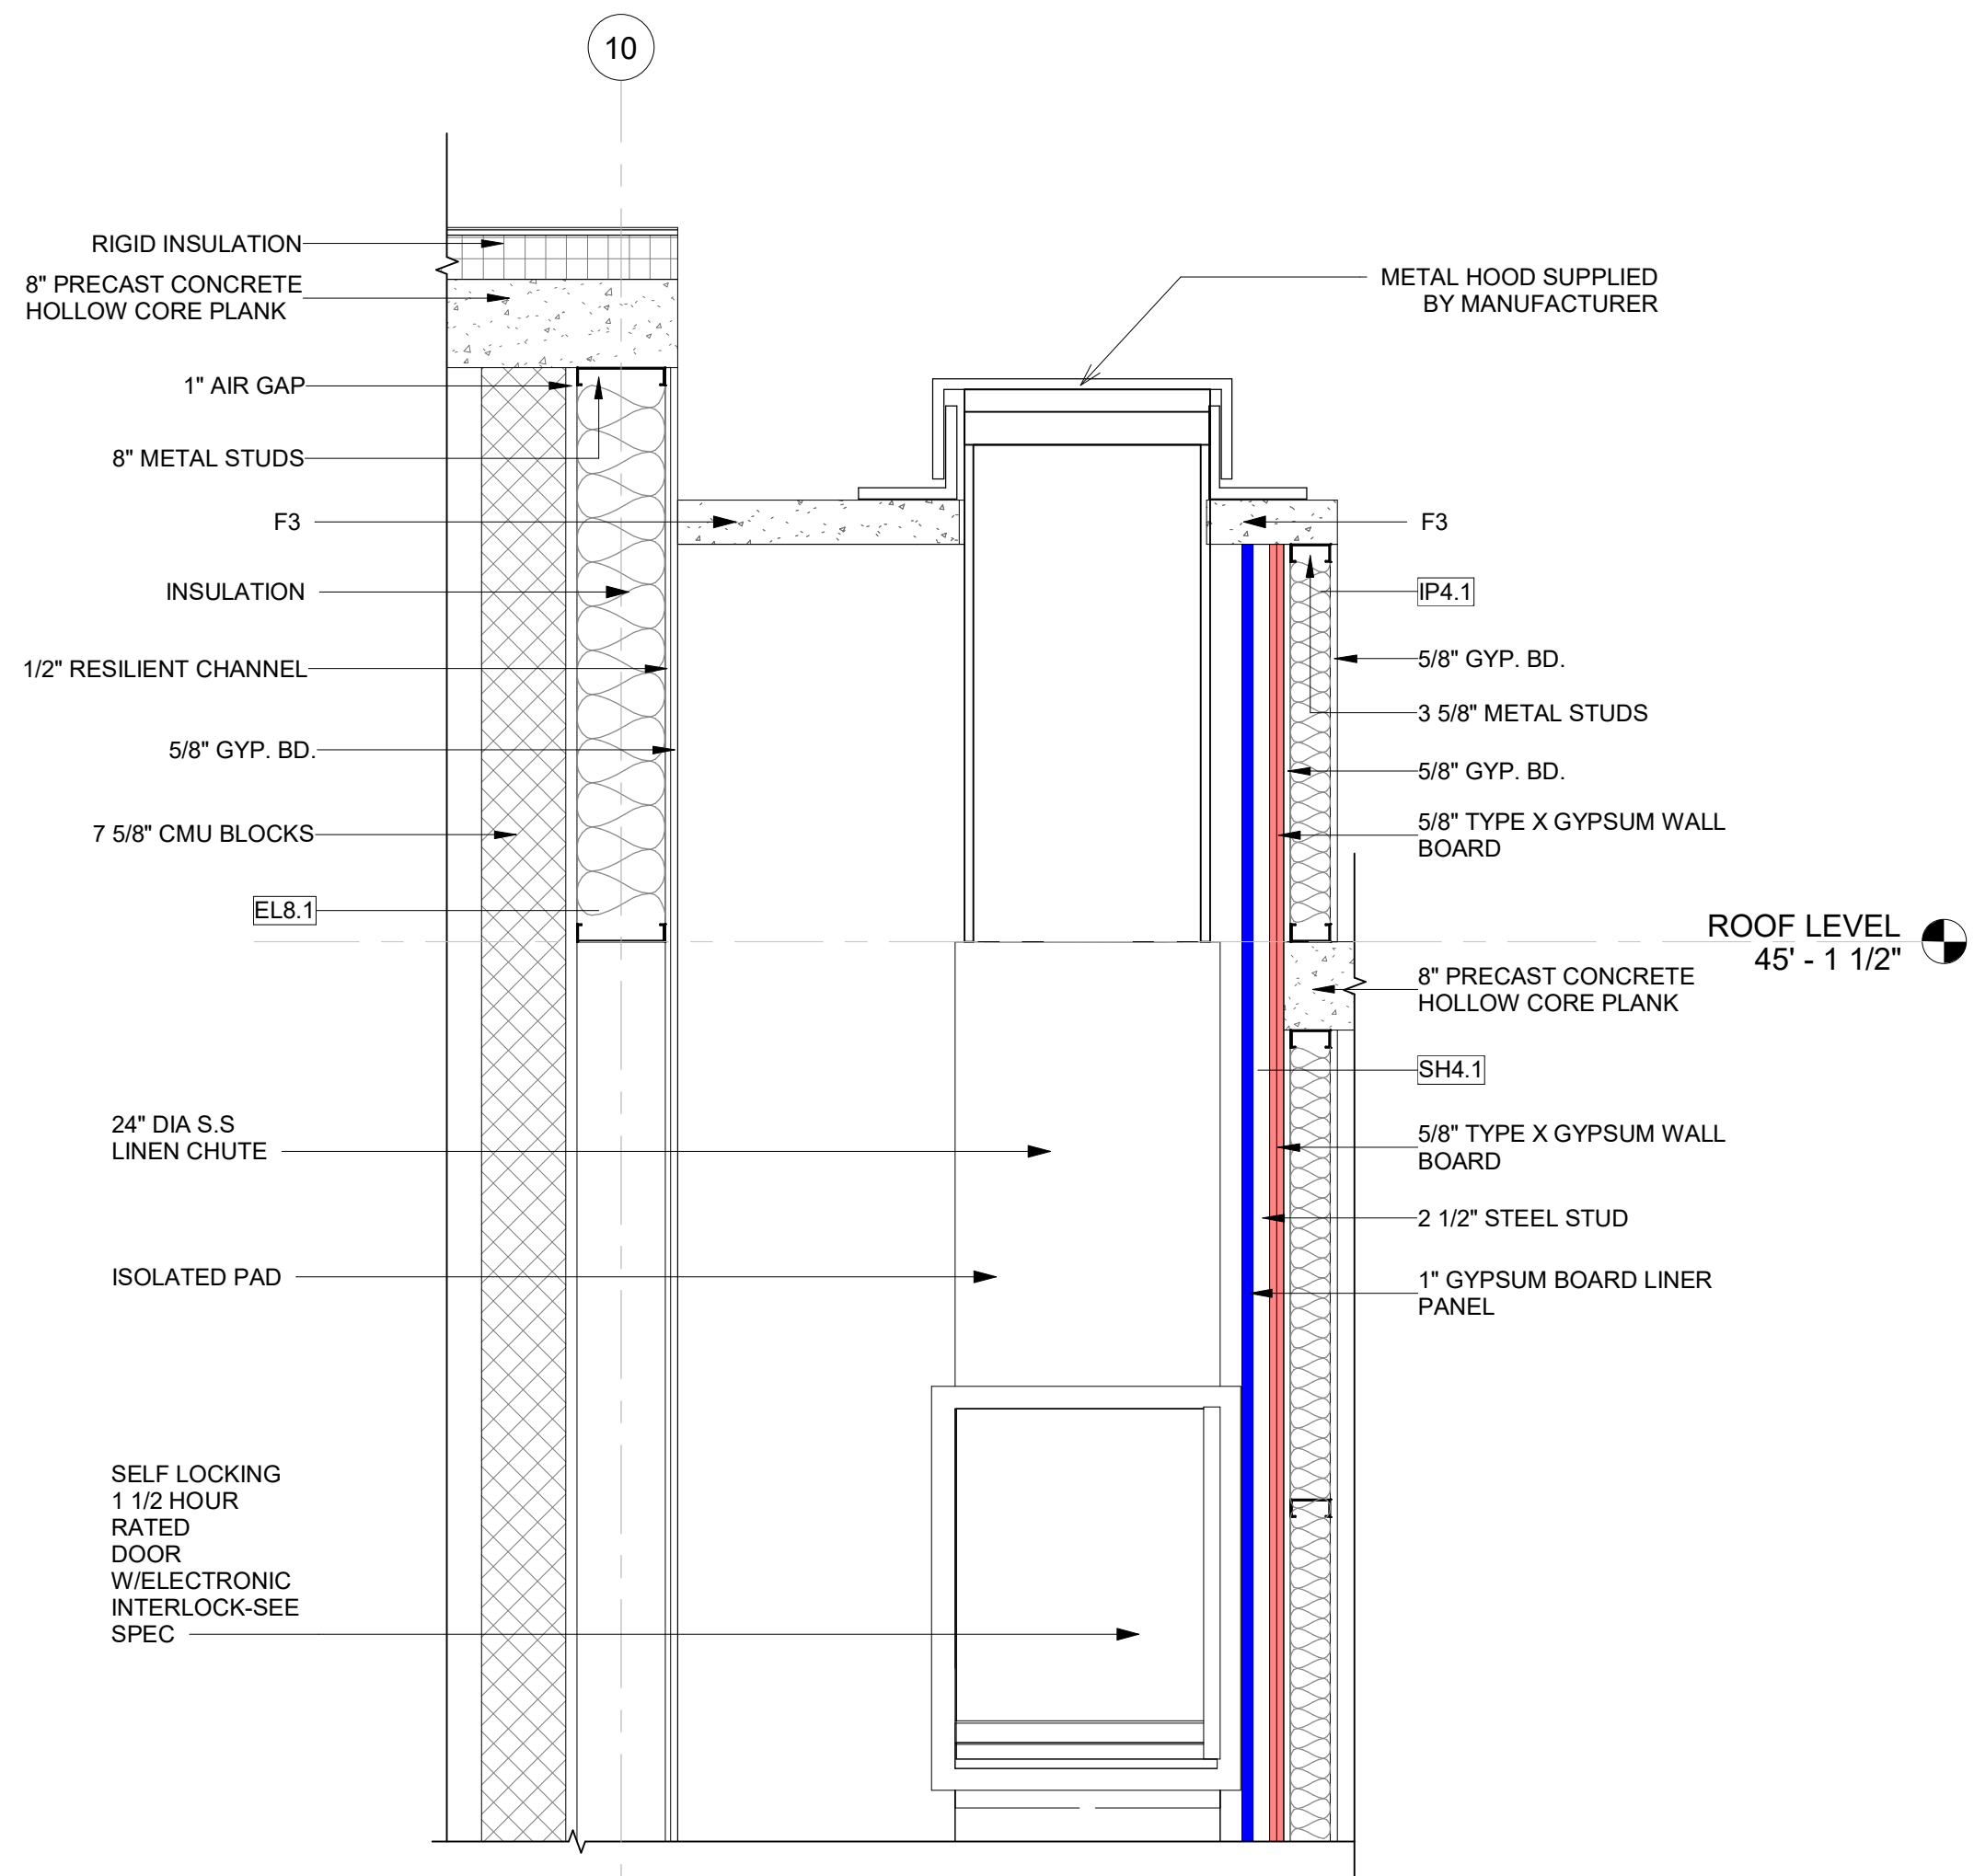 10
RIGID INSULATION
8" PRECAST CONCRETE
HOLLOW CORE PLANK
1" AIR GAP
8" METAL STUDS
F3
INSULATION
1/2" RESILIENT CHANNEL
5/8" GYP. BD.
7 5/8" CMU BLOCKS
EL8.1
24" DIA S.S
LINEN CHUTE
ISOLATED PAD
SELF LOCKING
1 1/2 HOUR
RATED
DOOR
W/ELECTRONIC
INTERLOCK-SEE
SPEC
METAL HOOD SUPPLIED
BY MANUFACTURER
F3
IP4.1
5/8" GYP. BD.
3 5/8" METAL STUDS
5/8" GYP. BD.
5/8" TYPE X GYPSUM WALL
BOARD
ROOF LEVEL
45' - 1 1/2"
8" PRECAST CONCRETE
HOLLOW CORE PLANK
SH4.1
5/8" TYPE X GYPSUM WALL
BOARD
2 1/2" STEEL STUD
1" GYPSUM BOARD LINER
PANEL